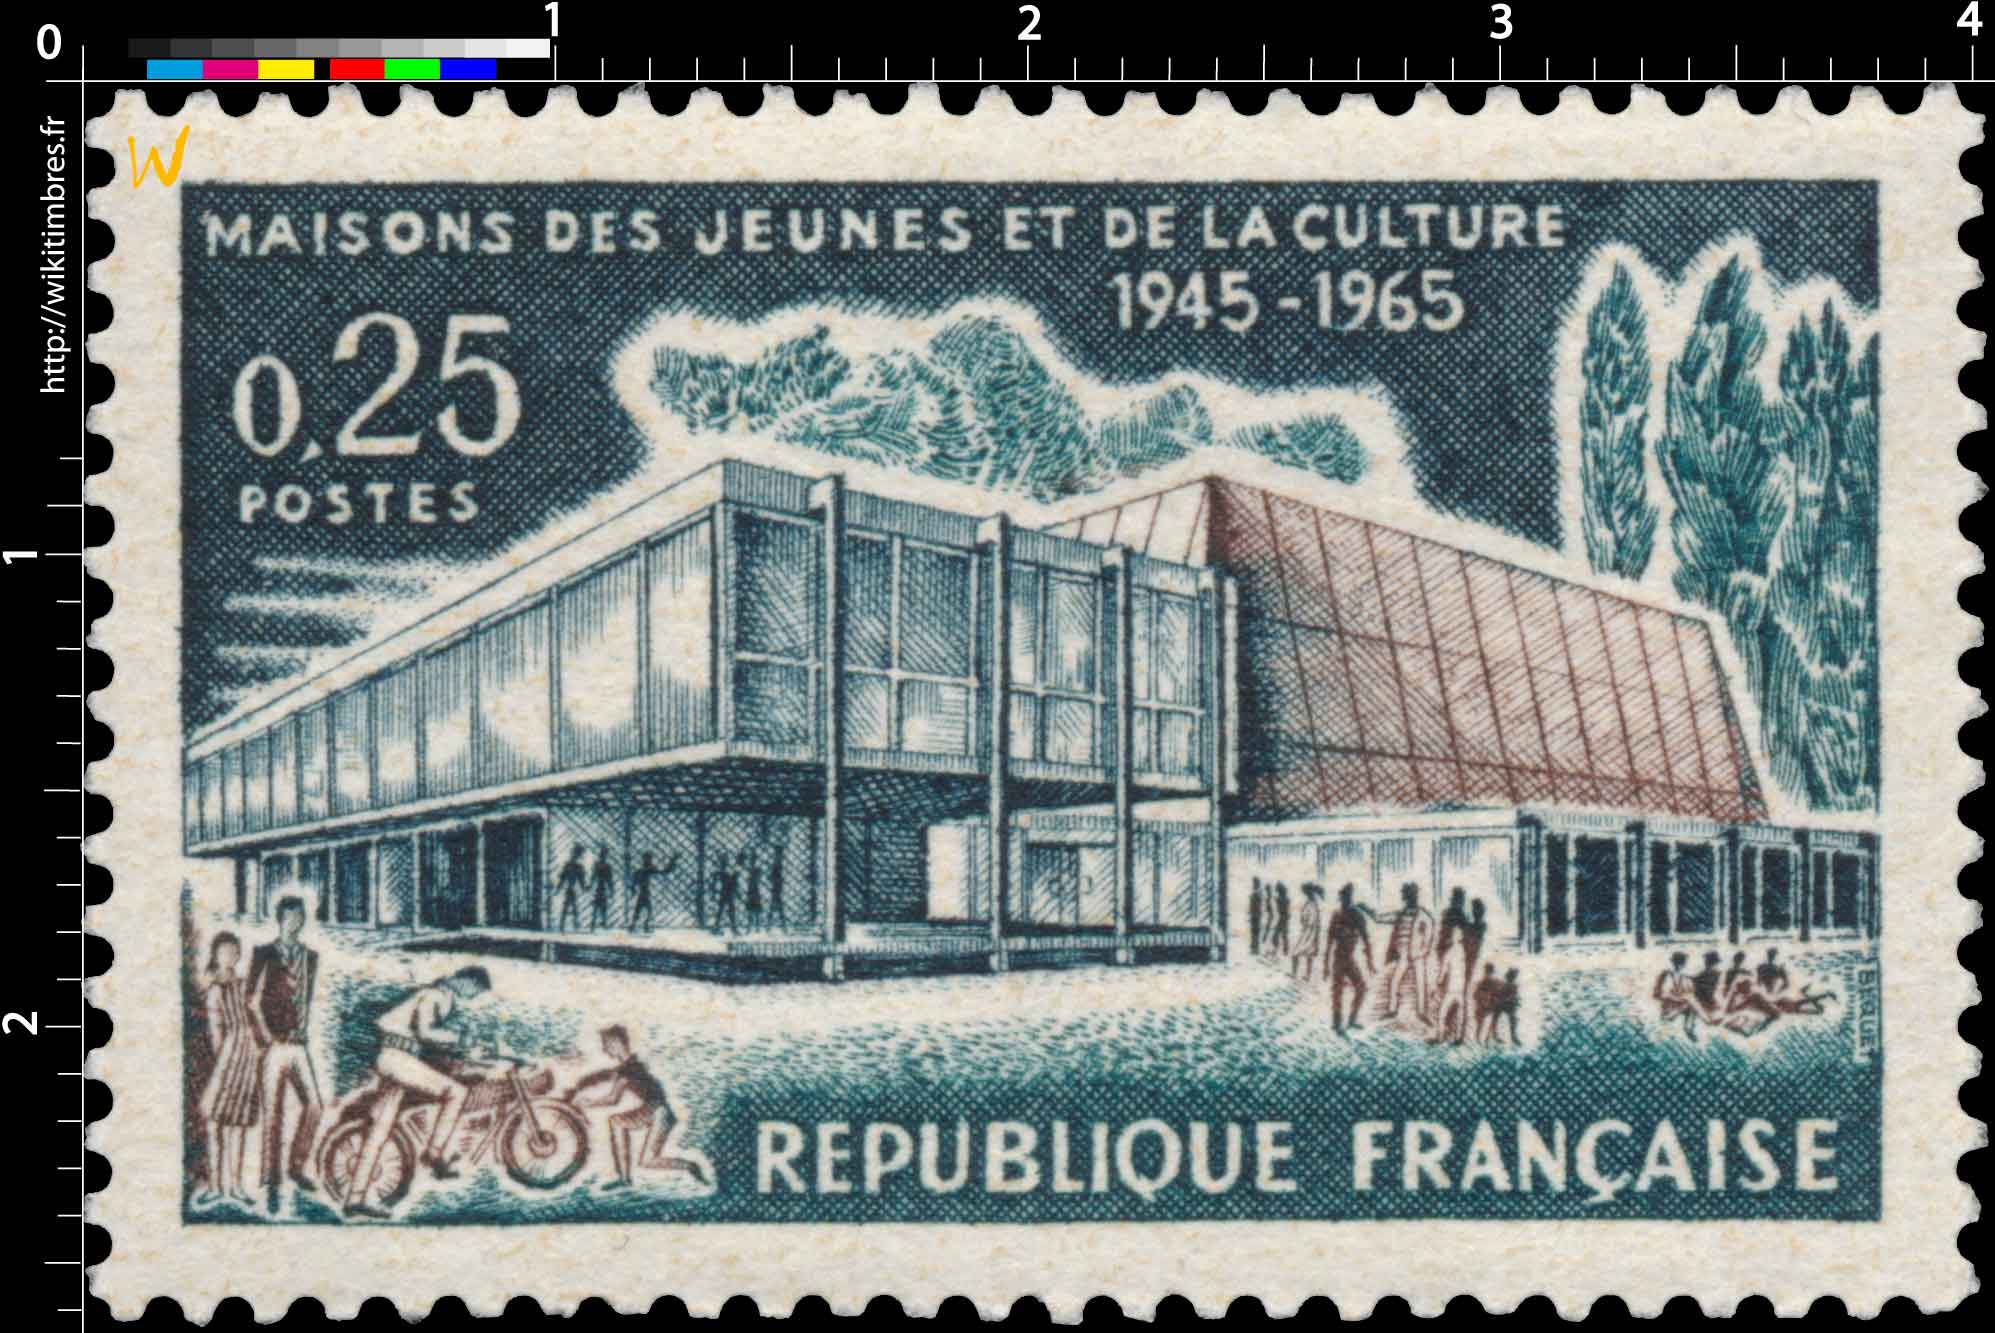 0 1 2 3 4
http://wikitimbres.fr
W
MAISONS DES JEUNES ET DE LA CULTURE
1945-1965
0,25
POSTES
1
2
BETEMPS
REPUBLIQUE FRANÇAISE